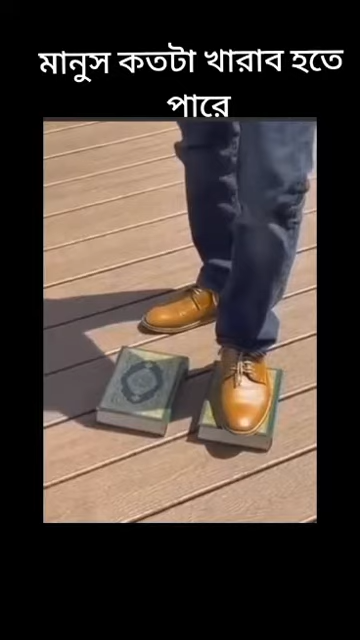 মানুস কতটা খারাব হতে
পারে